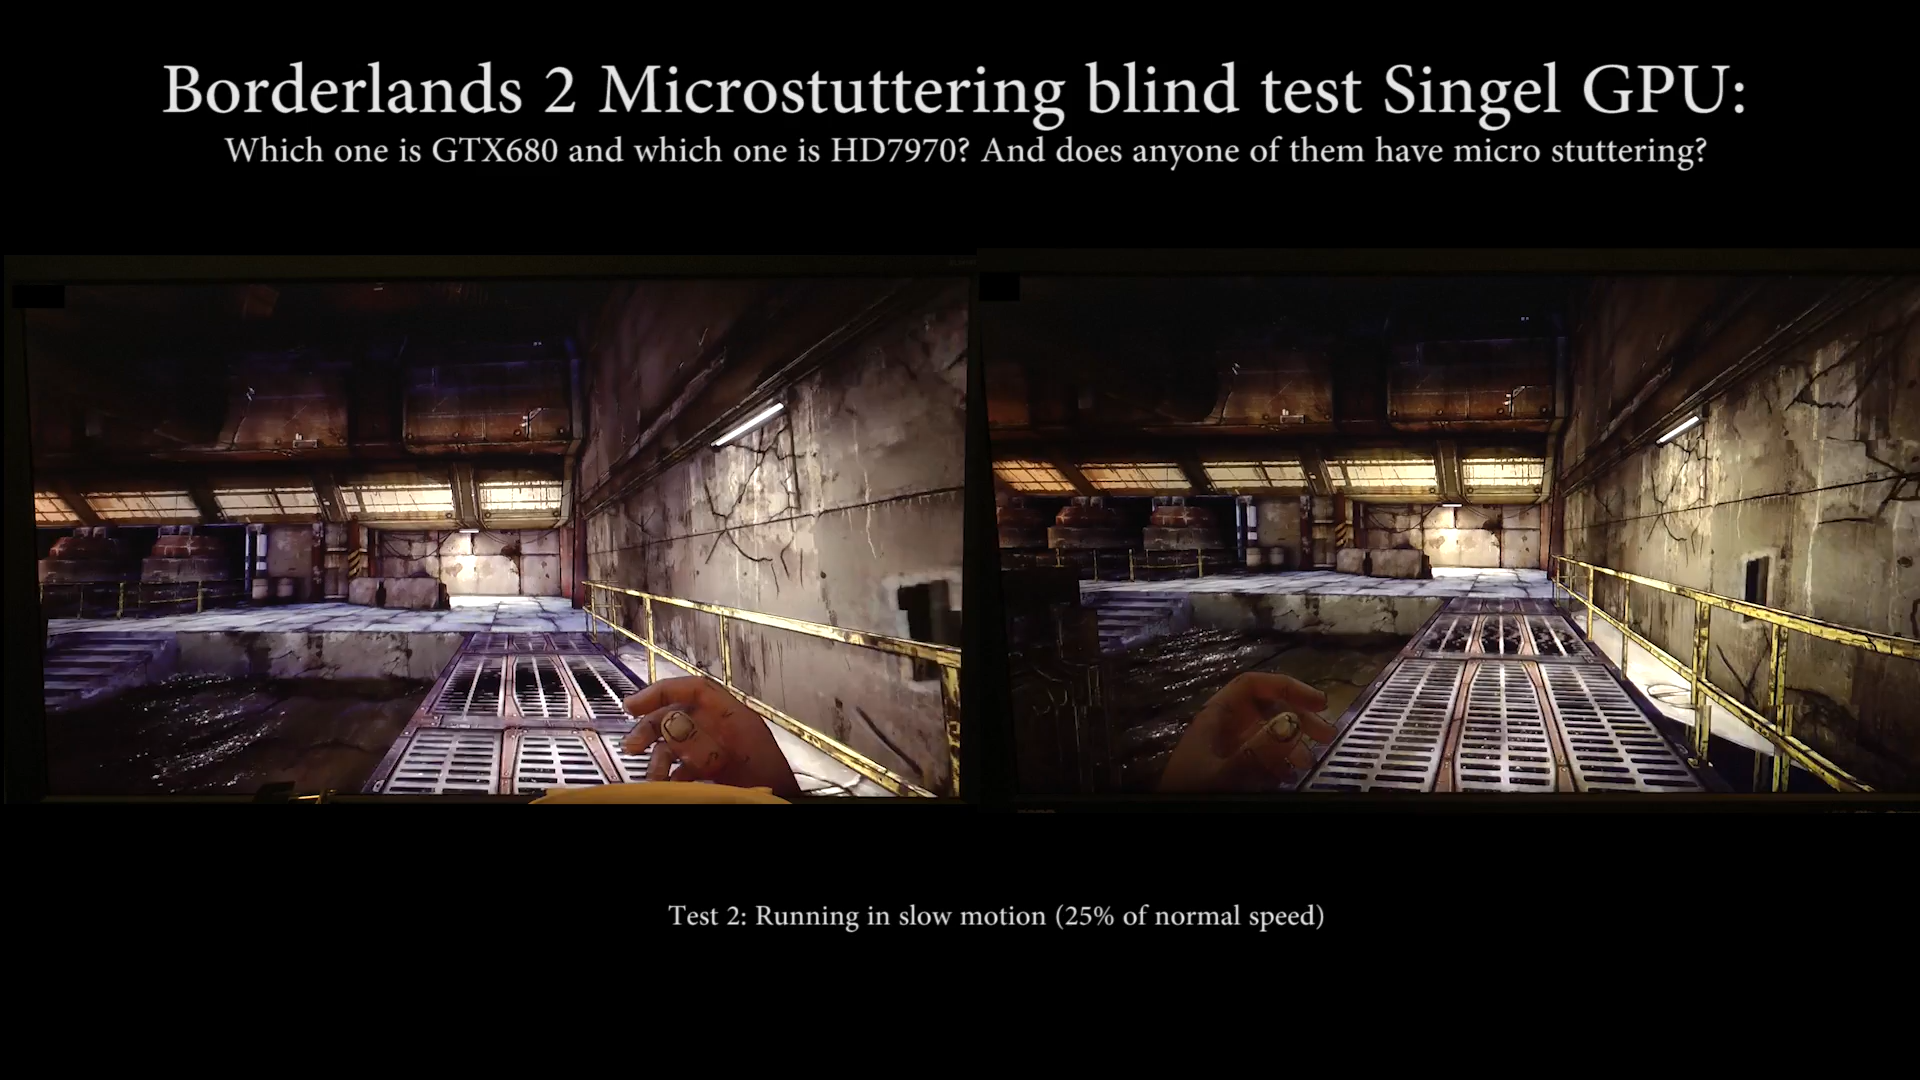 Borderlands 2 Microstuttering blind test Singel GPU:
Which one is GTX680 and which one is HD7970? And does anyone of them have micro stuttering?
Test 2: Running in slow motion (25% of normal speed)